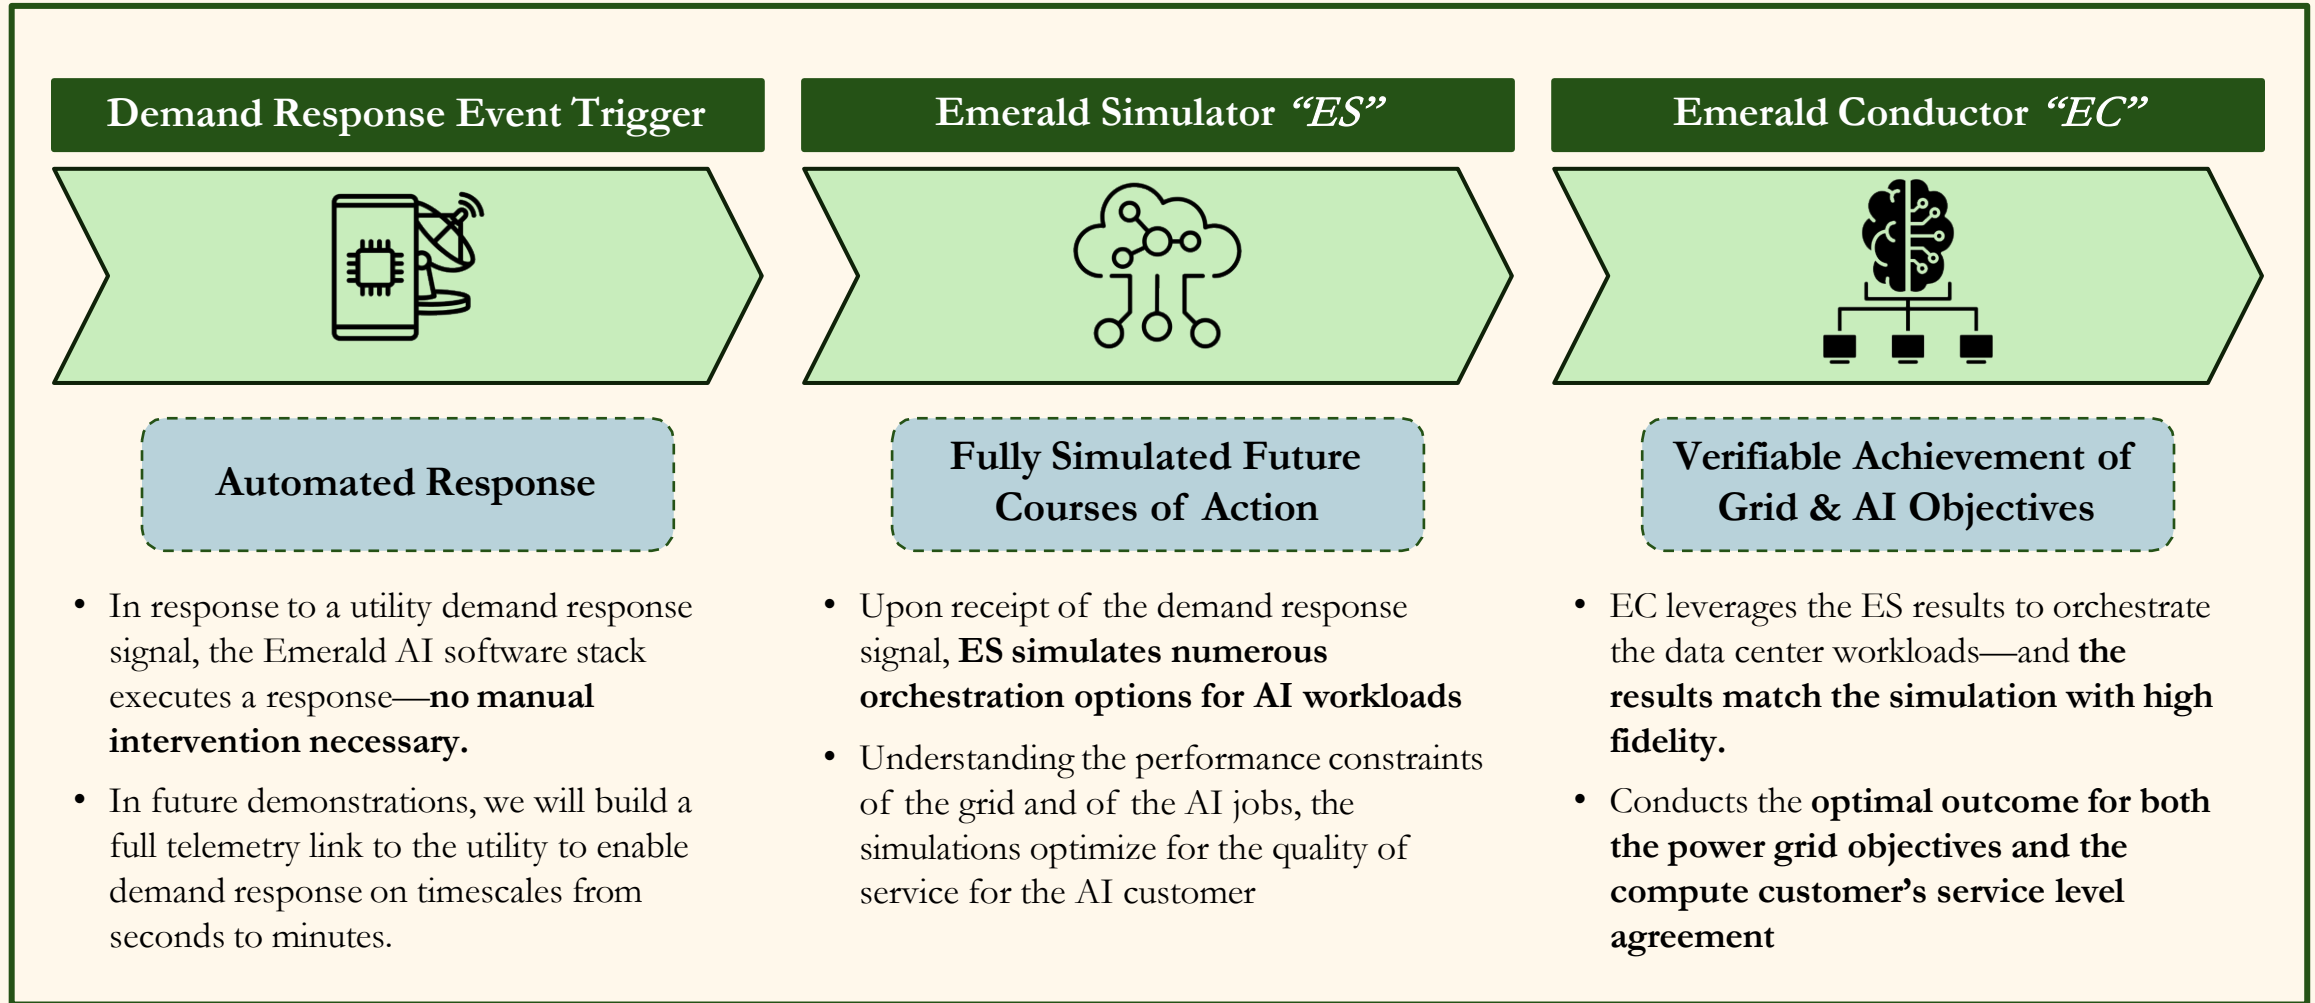 Demand Response Event Trigger
Automated Response
• In response to a utility demand response
signal, the Emerald AI software stack
executes a response—no manual
intervention necessary.
• In future demonstrations, we will build a
full telemetry link to the utility to enable
demand response on timescales from
seconds to minutes.
Emerald Simulator “ES”
Fully Simulated Future
Courses of Action
• Upon receipt of the demand response
signal, ES simulates numerous
orchestration options for AI workloads
• Understanding the performance constraints
of the grid and of the AI jobs, the
simulations optimize for the quality of
service for the AI customer
Emerald Conductor “EC”
Verifiable Achievement of
Grid & AI Objectives
• EC leverages the ES results to orchestrate
the data center workloads—and the
results match the simulation with high
fidelity.
• Conducts the optimal outcome for both
the power grid objectives and the
compute customer’s service level
agreement